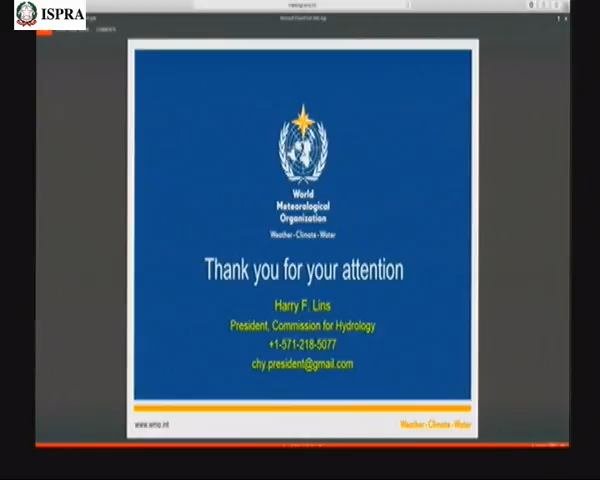 ISPRA
World
Meteorological
Organization
Weather · Climate · Water
Thank you for your attention
Harry F. Lins
President, Commission for Hydrology
+1-571-218-5077
chy.president@gmail.com
www.wmo.int
Weather · Climate · Water